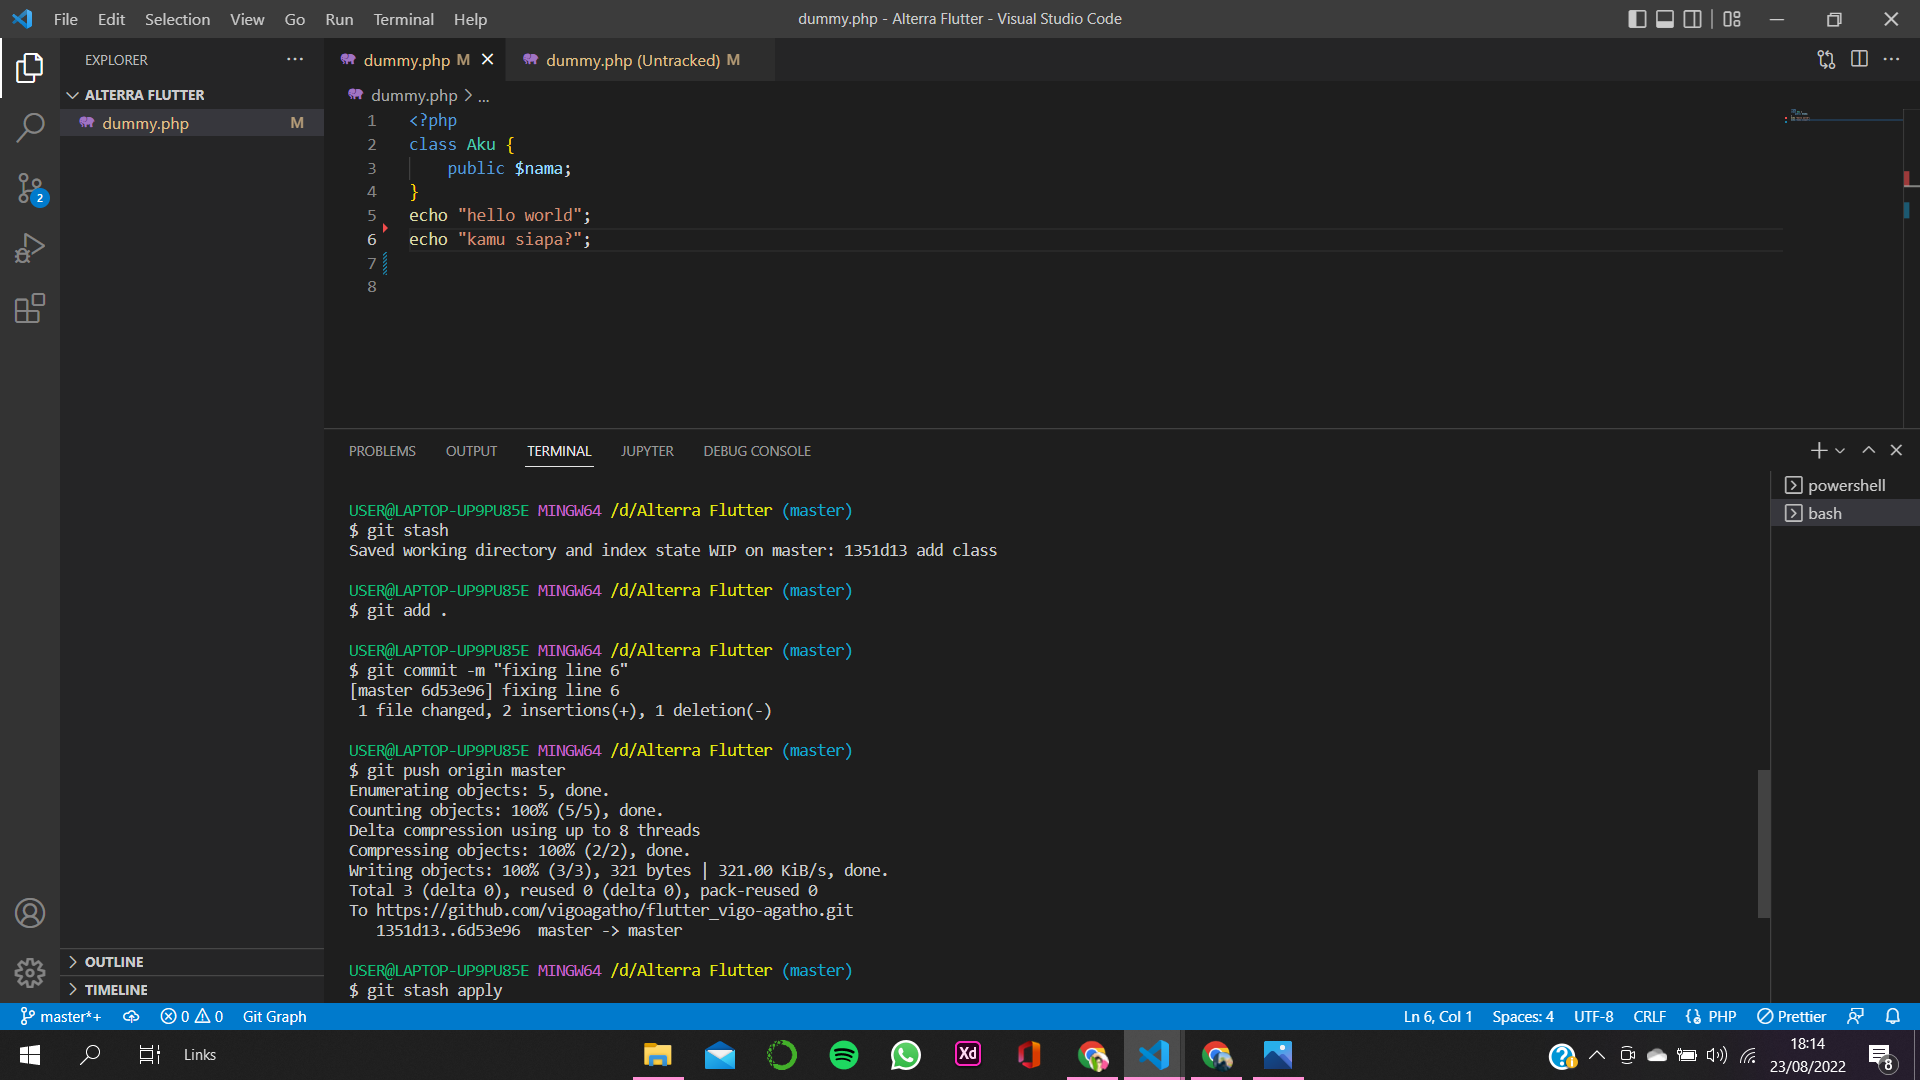 File Edit Selection View Go Run Terminal Help
dummy.php - Alterra Flutter - Visual Studio Code
EXPLORER
ALTERRA FLUTTER
dummy.php M
2
dummy.php M
dummy.php (Untracked) M
dummy.php > ...
1 <?php
2 class Aku {
3 public $nama;
4 }
5 echo "hello world";
6 echo "kamu siapa?";
7
8
PROBLEMS OUTPUT TERMINAL JUPYTER DEBUG CONSOLE
powershell
bash
USER@LAPTOP-UP9PU85E MINGW64 /d/Alterra Flutter (master)
$ git stash
Saved working directory and index state WIP on master: 1351d13 add class
USER@LAPTOP-UP9PU85E MINGW64 /d/Alterra Flutter (master)
$ git add .
USER@LAPTOP-UP9PU85E MINGW64 /d/Alterra Flutter (master)
$ git commit -m "fixing line 6"
[master 6d53e96] fixing line 6
1 file changed, 2 insertions(+), 1 deletion(-)
USER@LAPTOP-UP9PU85E MINGW64 /d/Alterra Flutter (master)
$ git push origin master
Enumerating objects: 5, done.
Counting objects: 100% (5/5), done.
Delta compression using up to 8 threads
Compressing objects: 100% (2/2), done.
Writing objects: 100% (3/3), 321 bytes | 321.00 KiB/s, done.
Total 3 (delta 0), reused 0 (delta 0), pack-reused 0
To https://github.com/vigoagatho/flutter_vigo-agatho.git
1351d13..6d53e96 master -> master
USER@LAPTOP-UP9PU85E MINGW64 /d/Alterra Flutter (master)
$ git stash apply
OUTLINE
TIMELINE
master*+ 0 0 Git Graph
Ln 6, Col 1 Spaces: 4 UTF-8 CRLF PHP Prettier
Links
Xd
18:14
23/08/2022
8